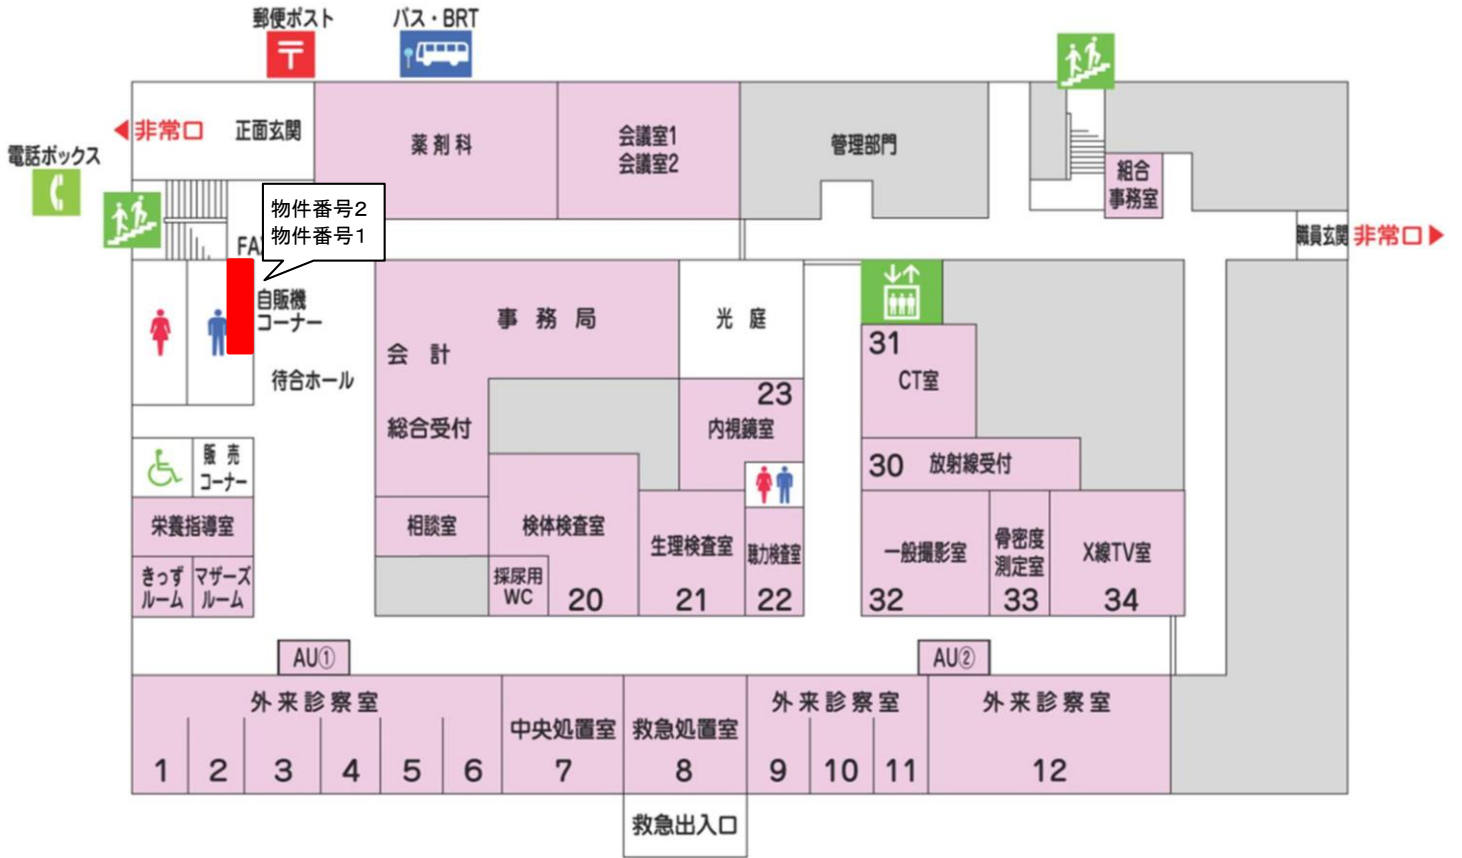 郵便ポスト
バス・BRT
非常口
正面玄関
薬剤科
会議室1
会議室2
管理部門
組合
事務室
電話ボックス
物件番号2
物件番号1
FA
職員玄関
非常口
自販機
コーナー
事務局
光庭
会計
31
CT室
待合ホール
23
総合受付
内視鏡室
販売
コーナー
30
放射線受付
栄養指導室
相談室
検体検査室
生理検査室
聴力検査室
一般撮影室
骨密度
測定室
X線TV室
きっず
ルーム
マザーズ
ルーム
採尿用
WC
20
21
22
32
33
34
AU①
AU②
外来診察室
中央処置室
救急処置室
外来診察室
外来診察室
1
2
3
4
5
6
7
8
9
10
11
12
救急出入口